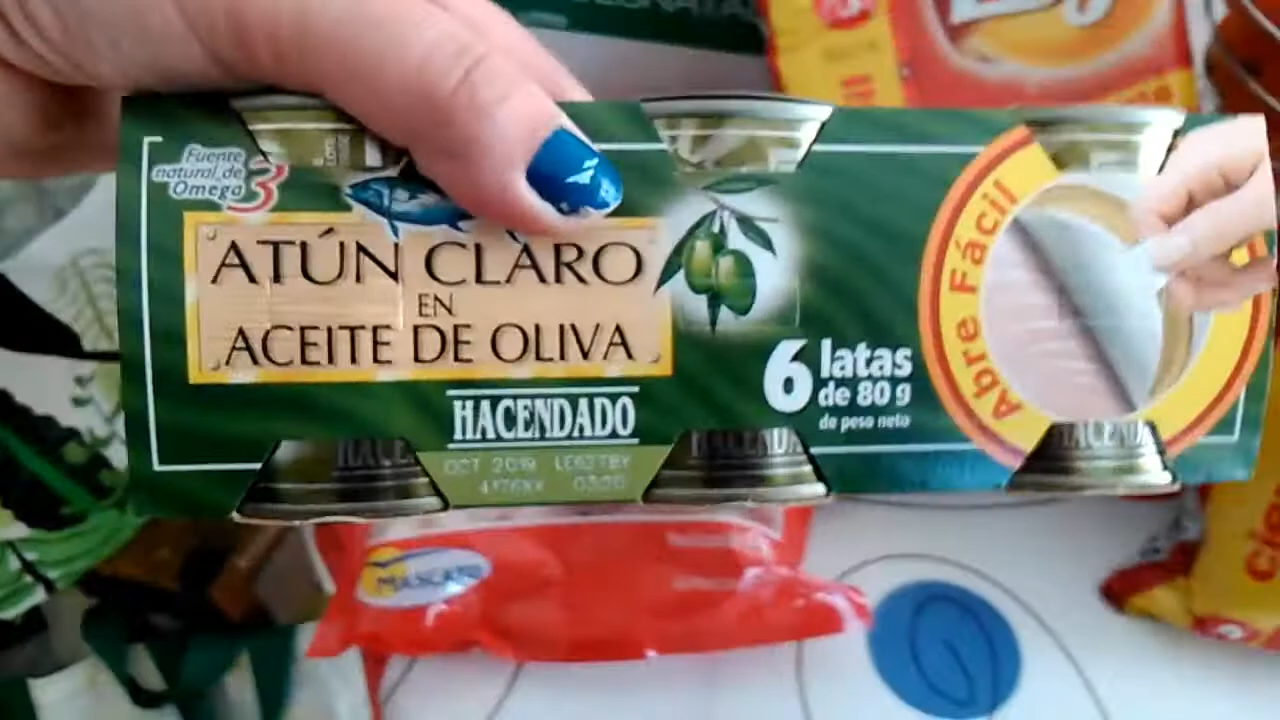 Fuente
natural de
Omega 3
ATÚN CLARO
EN
ACEITE DE OLIVA
HACENDADO
6 latas
de 80 g
de peso neto
Abre Fácil
OCT 2019